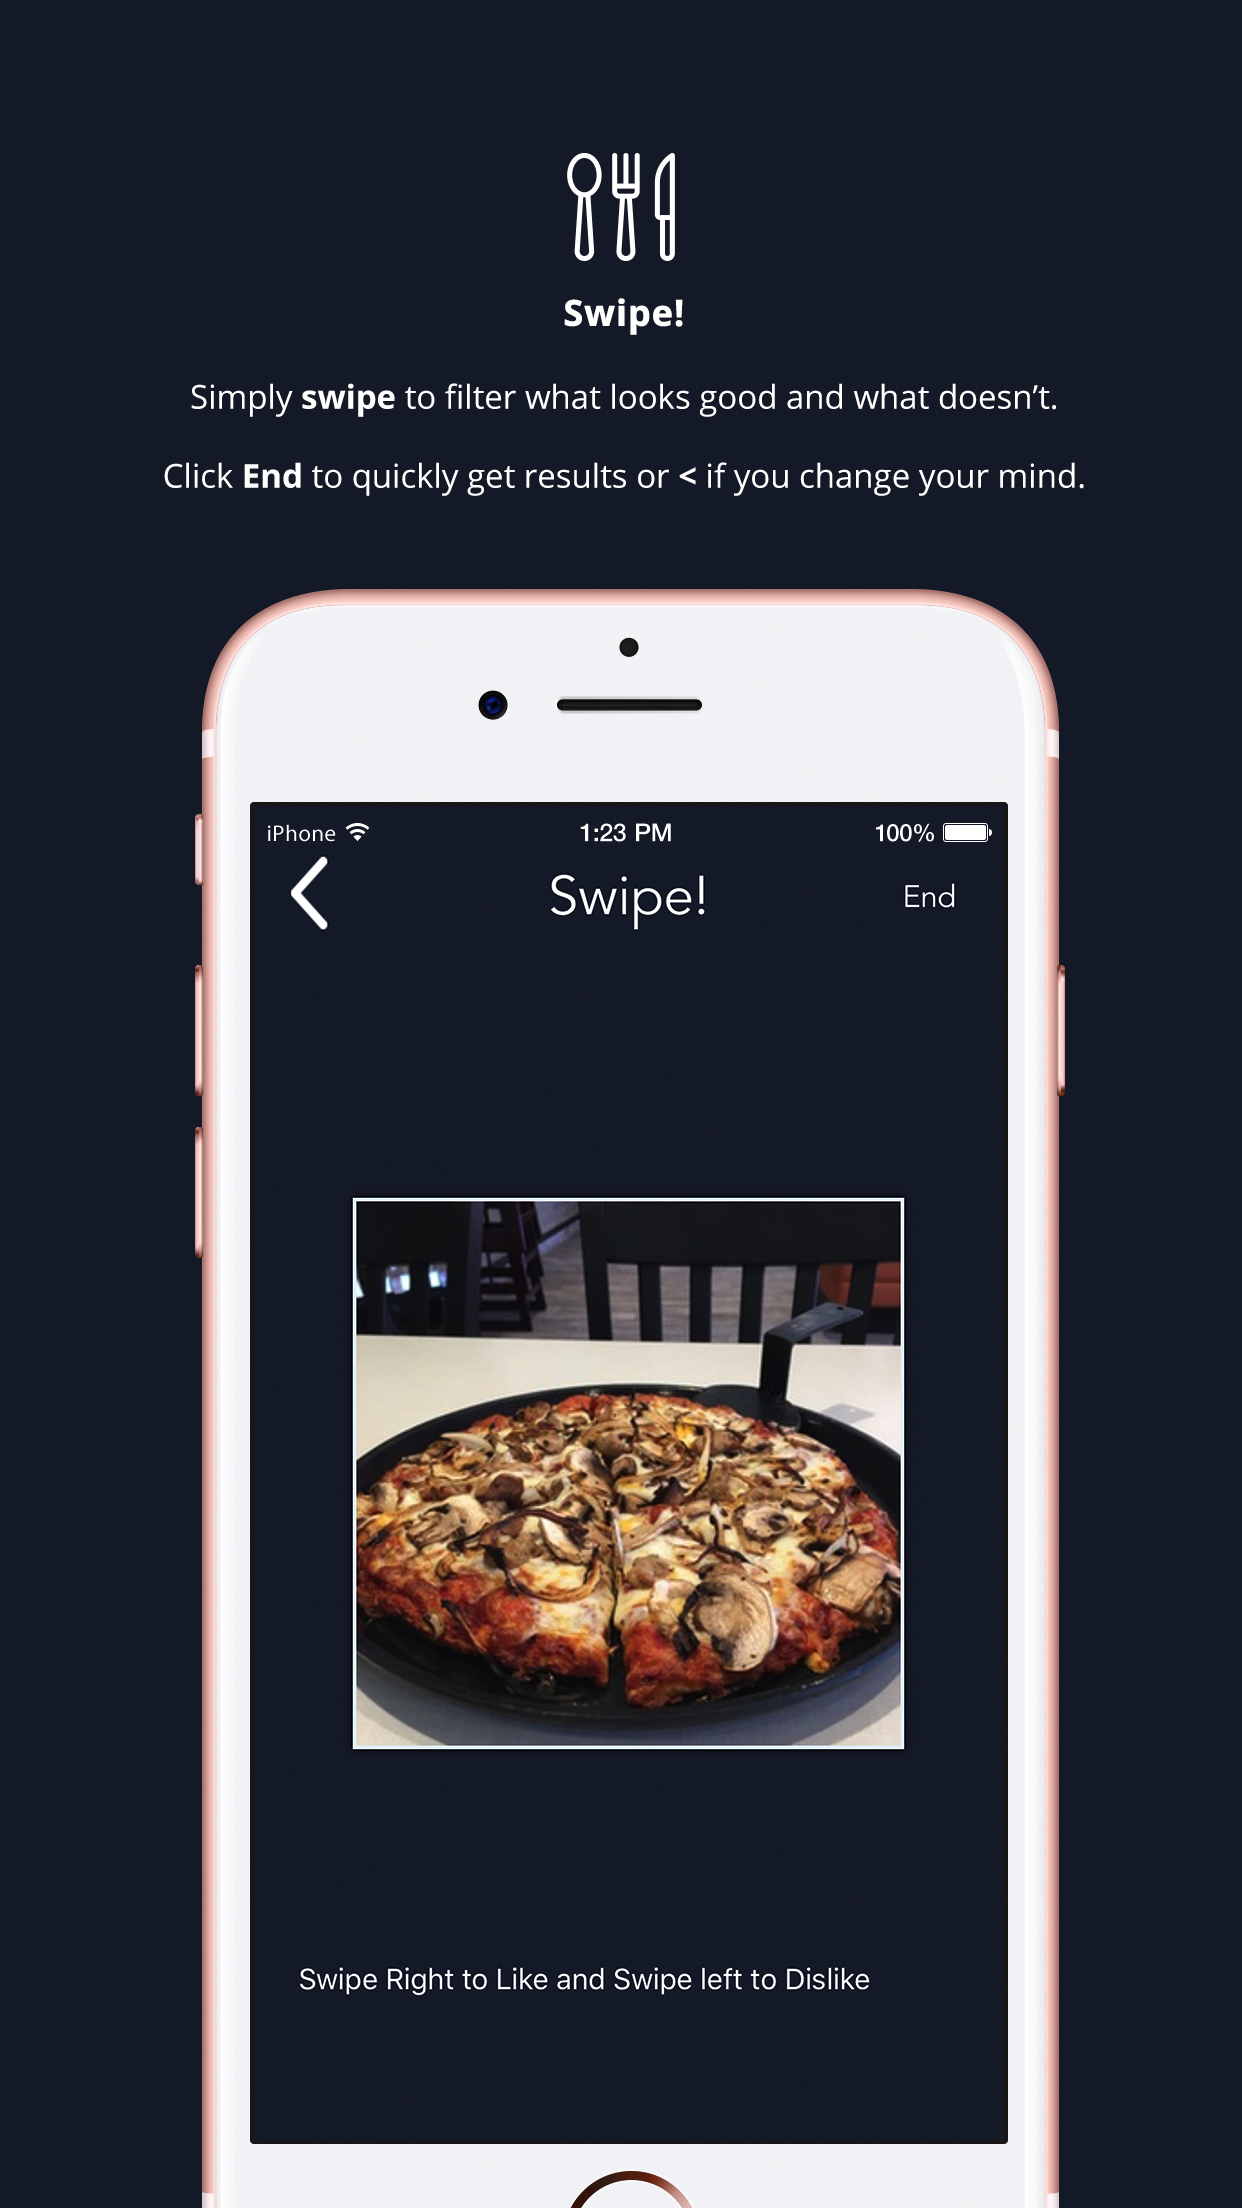 Swipe!
Simply swipe to filter what looks good and what doesn’t.
Click End to quickly get results or < if you change your mind.
iPhone 1:23 PM 100%
Swipe! End
Swipe Right to Like and Swipe left to Dislike